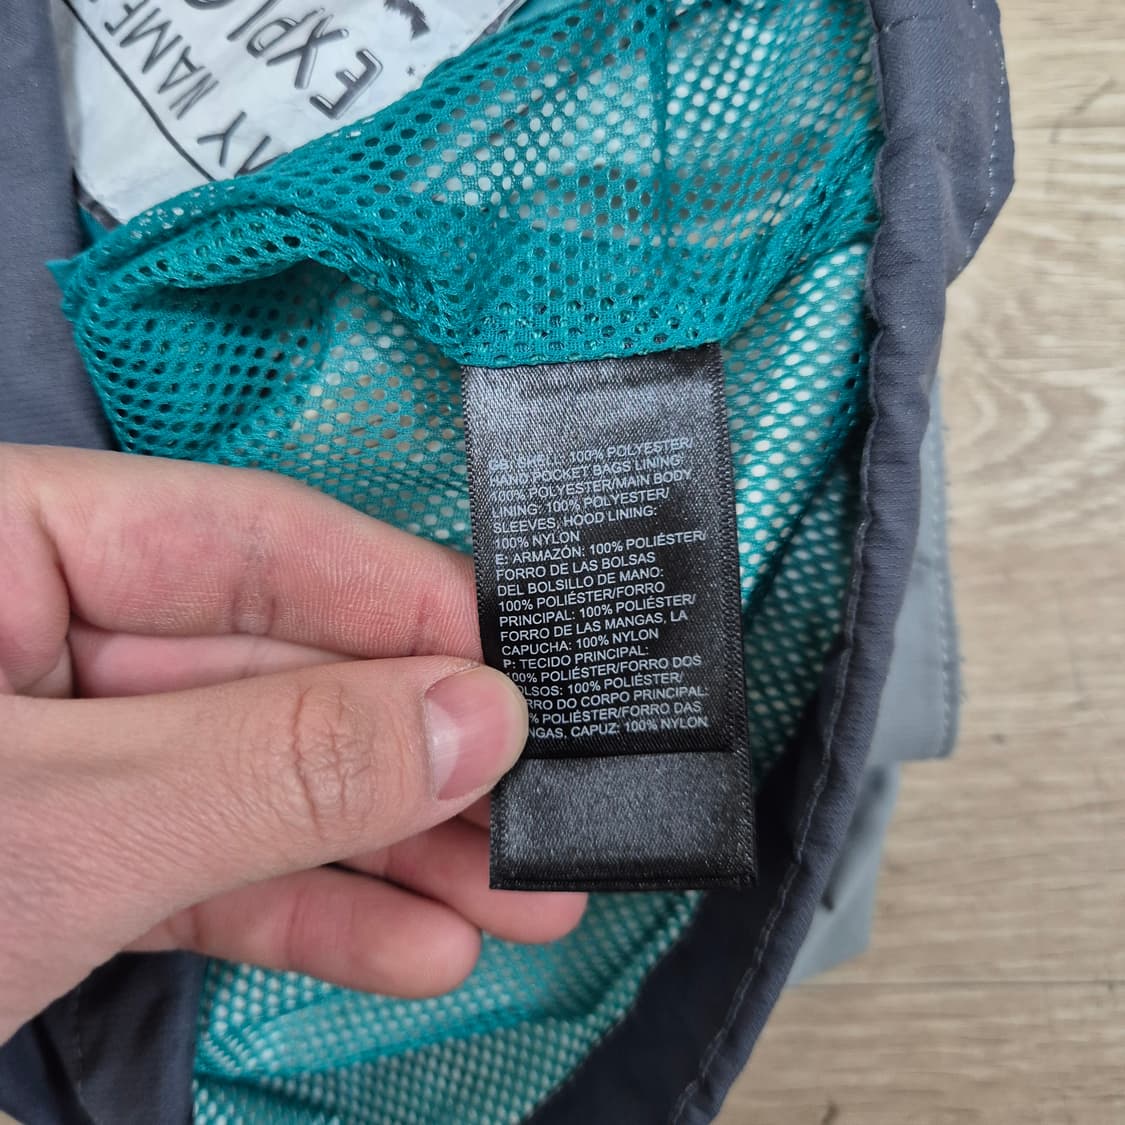 MY NAME
EXPLO
GB: SHELL: 100% POLYESTER/
HAND POCKET BAGS LINING
100% POLYESTER/MAIN BODY,
LINING: 100% POLYESTER/
SLEEVES, HOOD LINING:
100% NYLON
E: ARMAZÓN: 100% POLIÉSTER/
FORRO DE LAS BOLSAS
DEL BOLSILLO DE MANO:
100% POLIÉSTER/FORRO
PRINCIPAL: 100% POLIÉSTER/
FORRO DE LAS MANGAS, LA
CAPUCHA: 100% NYLON
P: TECIDO PRINCIPAL:
100% POLIÉSTER/FORRO DOS
OLSOS: 100% POLIÉSTER/
RRO DO CORPO PRINCIPAL:
% POLIÉSTER/FORRO DAS
NGAS, CAPUZ: 100% NYLON